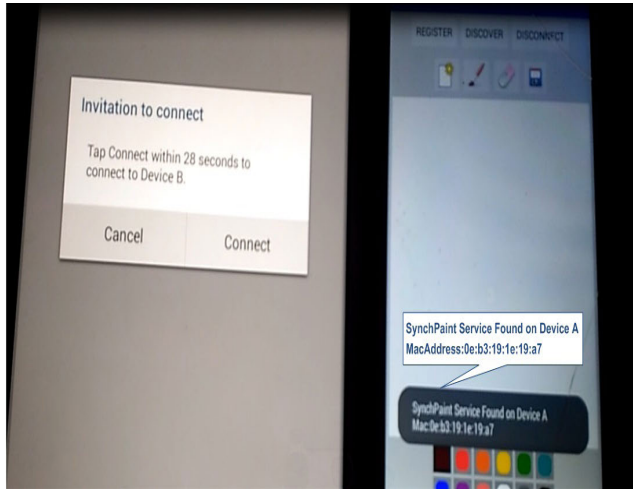 Invitation to connect
Tap Connect within 28 seconds to
connect to Device B.
Cancel
Connect
REGISTER
DISCOVER
DISCONNECT
SynchPaint Service Found on Device A
MacAddress:0e:b3:19:1e:19:a7
SynchPaint Service Found on Device A
Mac:0e:b3:19:1e:19:a7